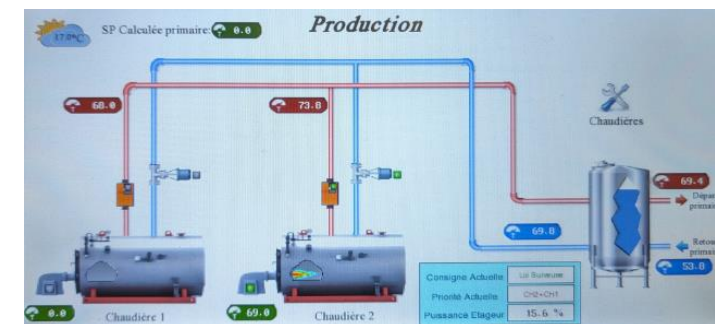 Production
17.0°C
SP Calculée primaire:
0.0
68.0
73.8
Chaudières
69.4
Départ
primaire
69.8
Retour
primaire
53.8
Consigne Actuelle
Loi Bruleuse
Priorité Actuelle
CH2+CH1
Puissance Etageur
15.6 %
0.0
Chaudière 1
69.0
Chaudière 2